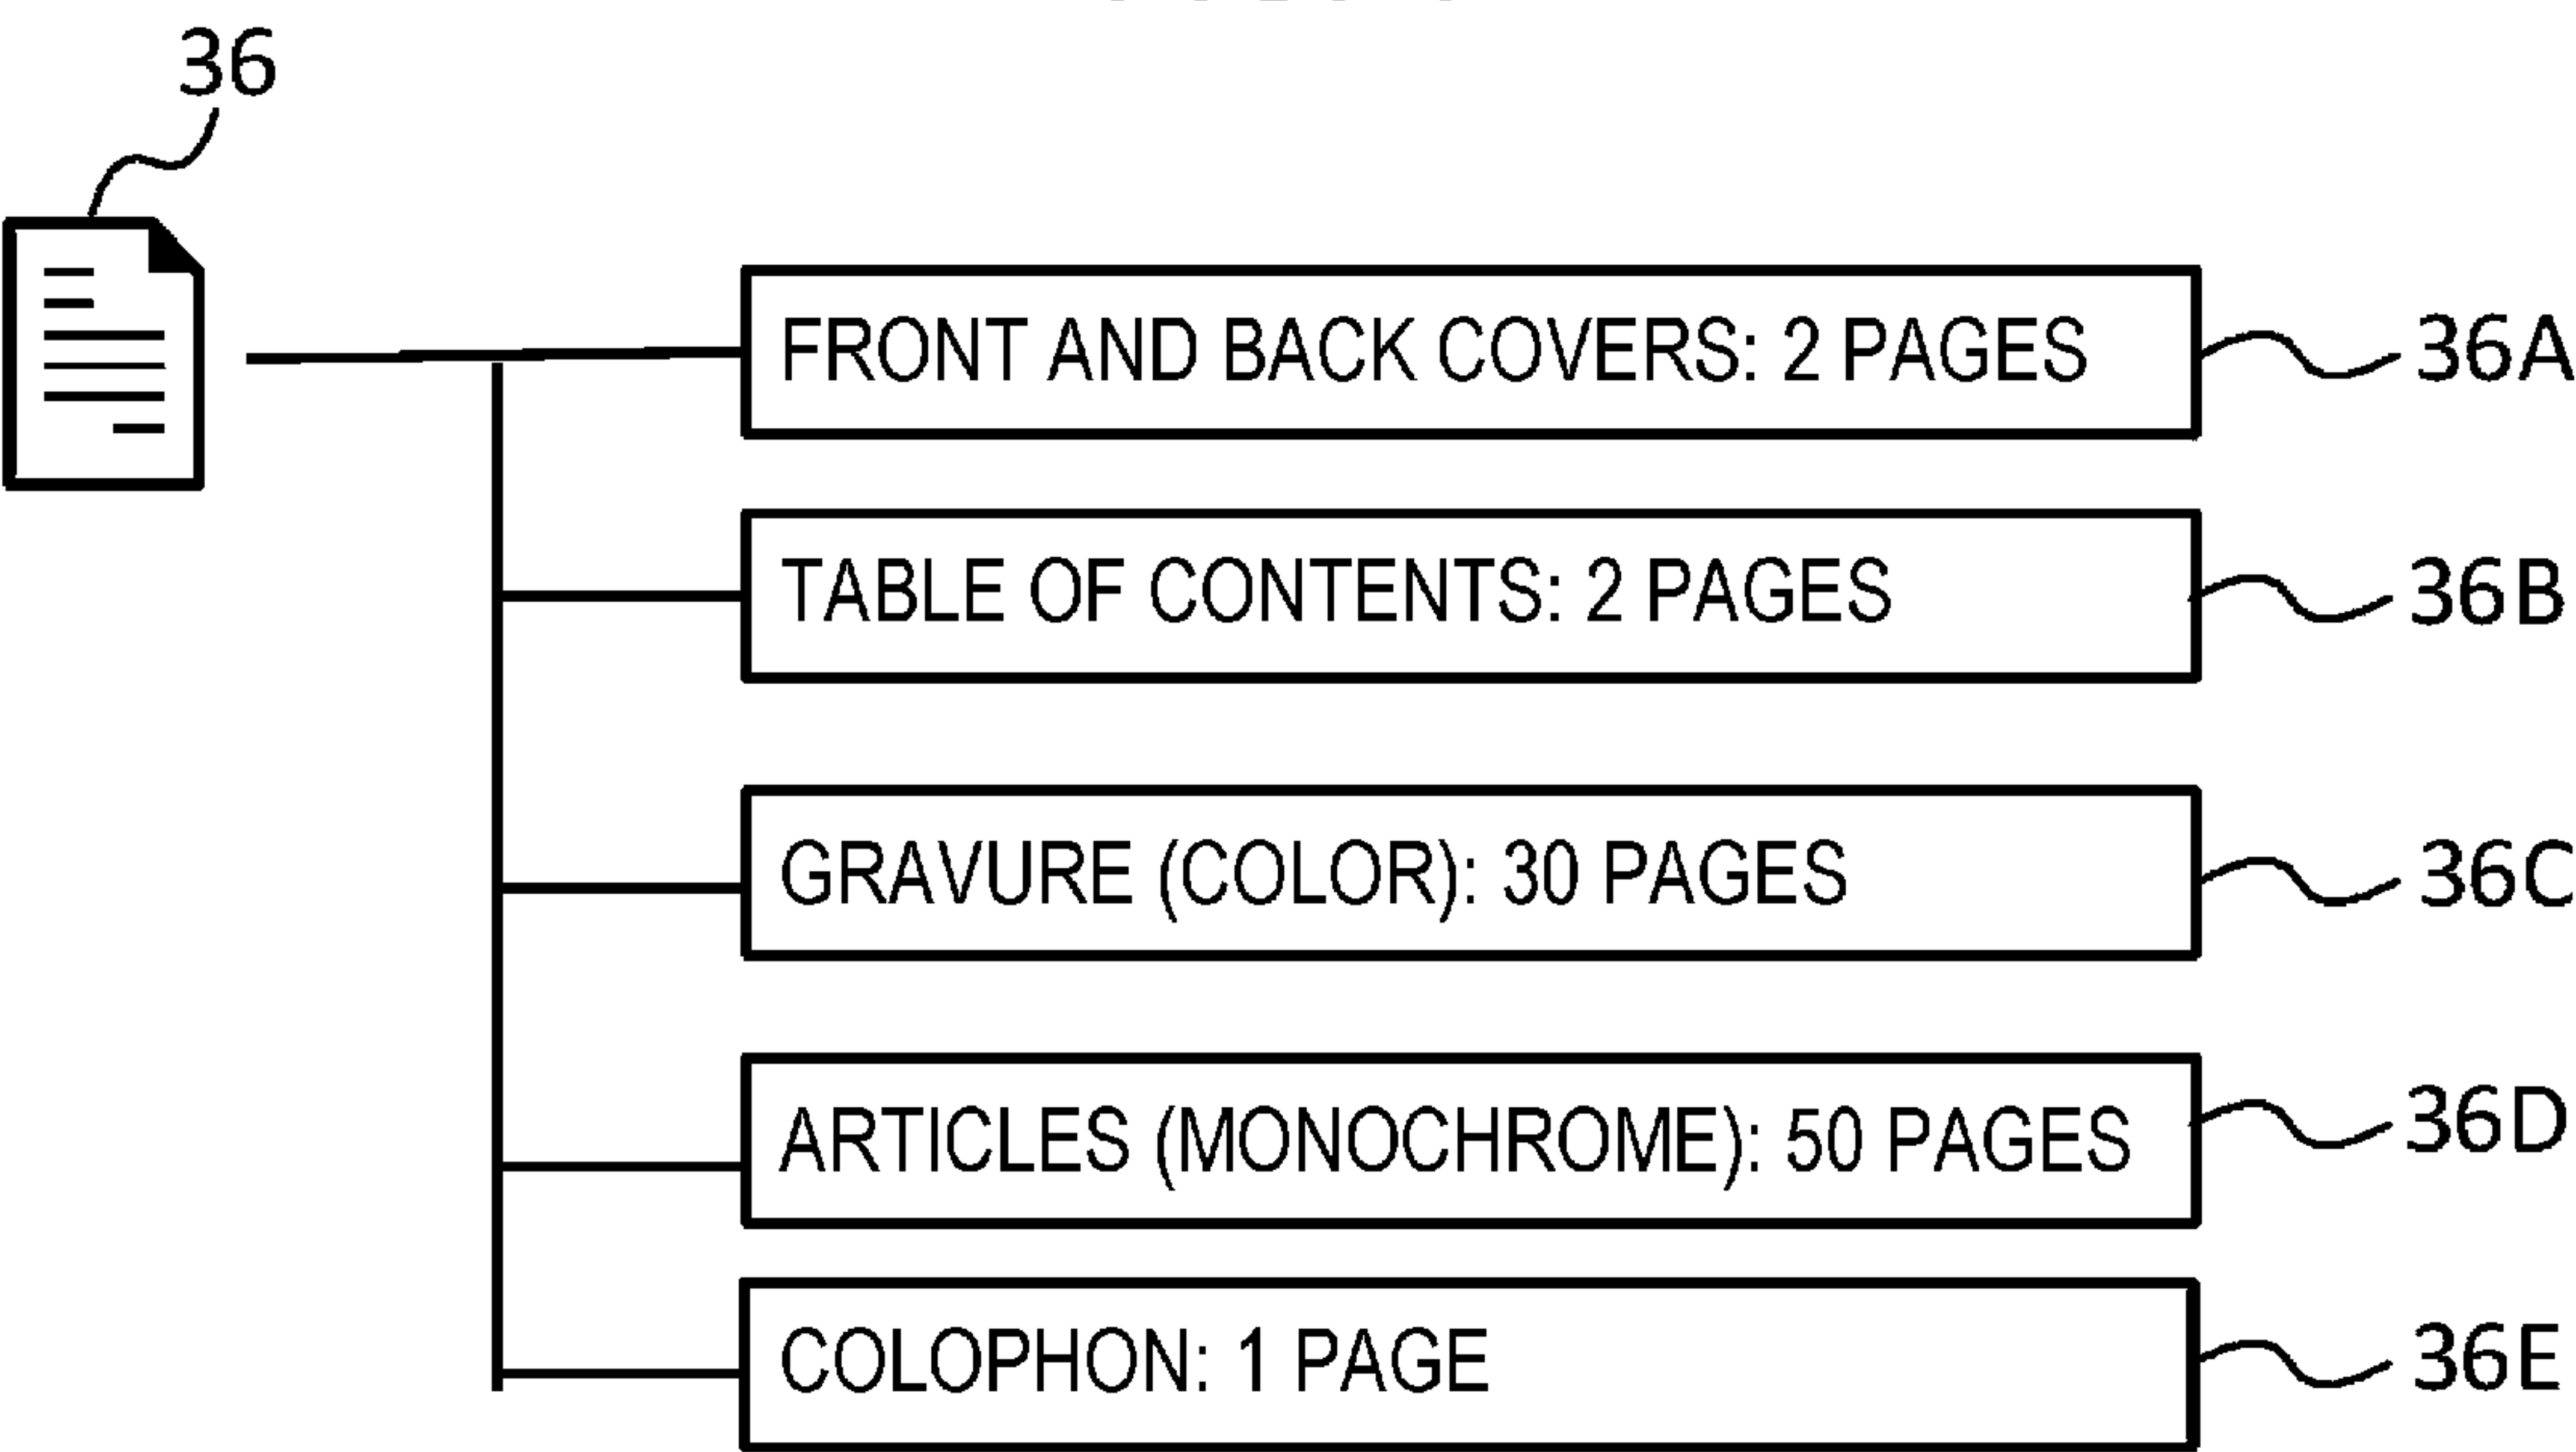 36
FRONT AND BACK COVERS: 2 PAGES
36A
TABLE OF CONTENTS: 2 PAGES
36B
GRAVURE (COLOR): 30 PAGES
36C
ARTICLES (MONOCHROME): 50 PAGES
36D
COLOPHON: 1 PAGE
36E